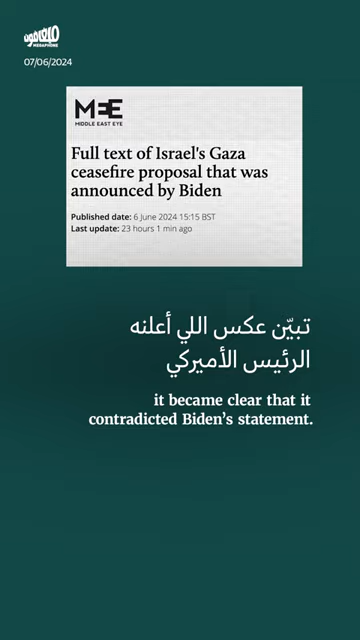 ميغافون
MEGAPHONE
07/06/2024
MEE
MIDDLE EAST EYE
Full text of Israel's Gaza
ceasefire proposal that was
announced by Biden
Published date: 6 June 2024 15:15 BST
Last update: 23 hours 1 min ago
تبيّن عكس اللي أعلنه
الرئيس الأميركي
it became clear that it
contradicted Biden’s statement.